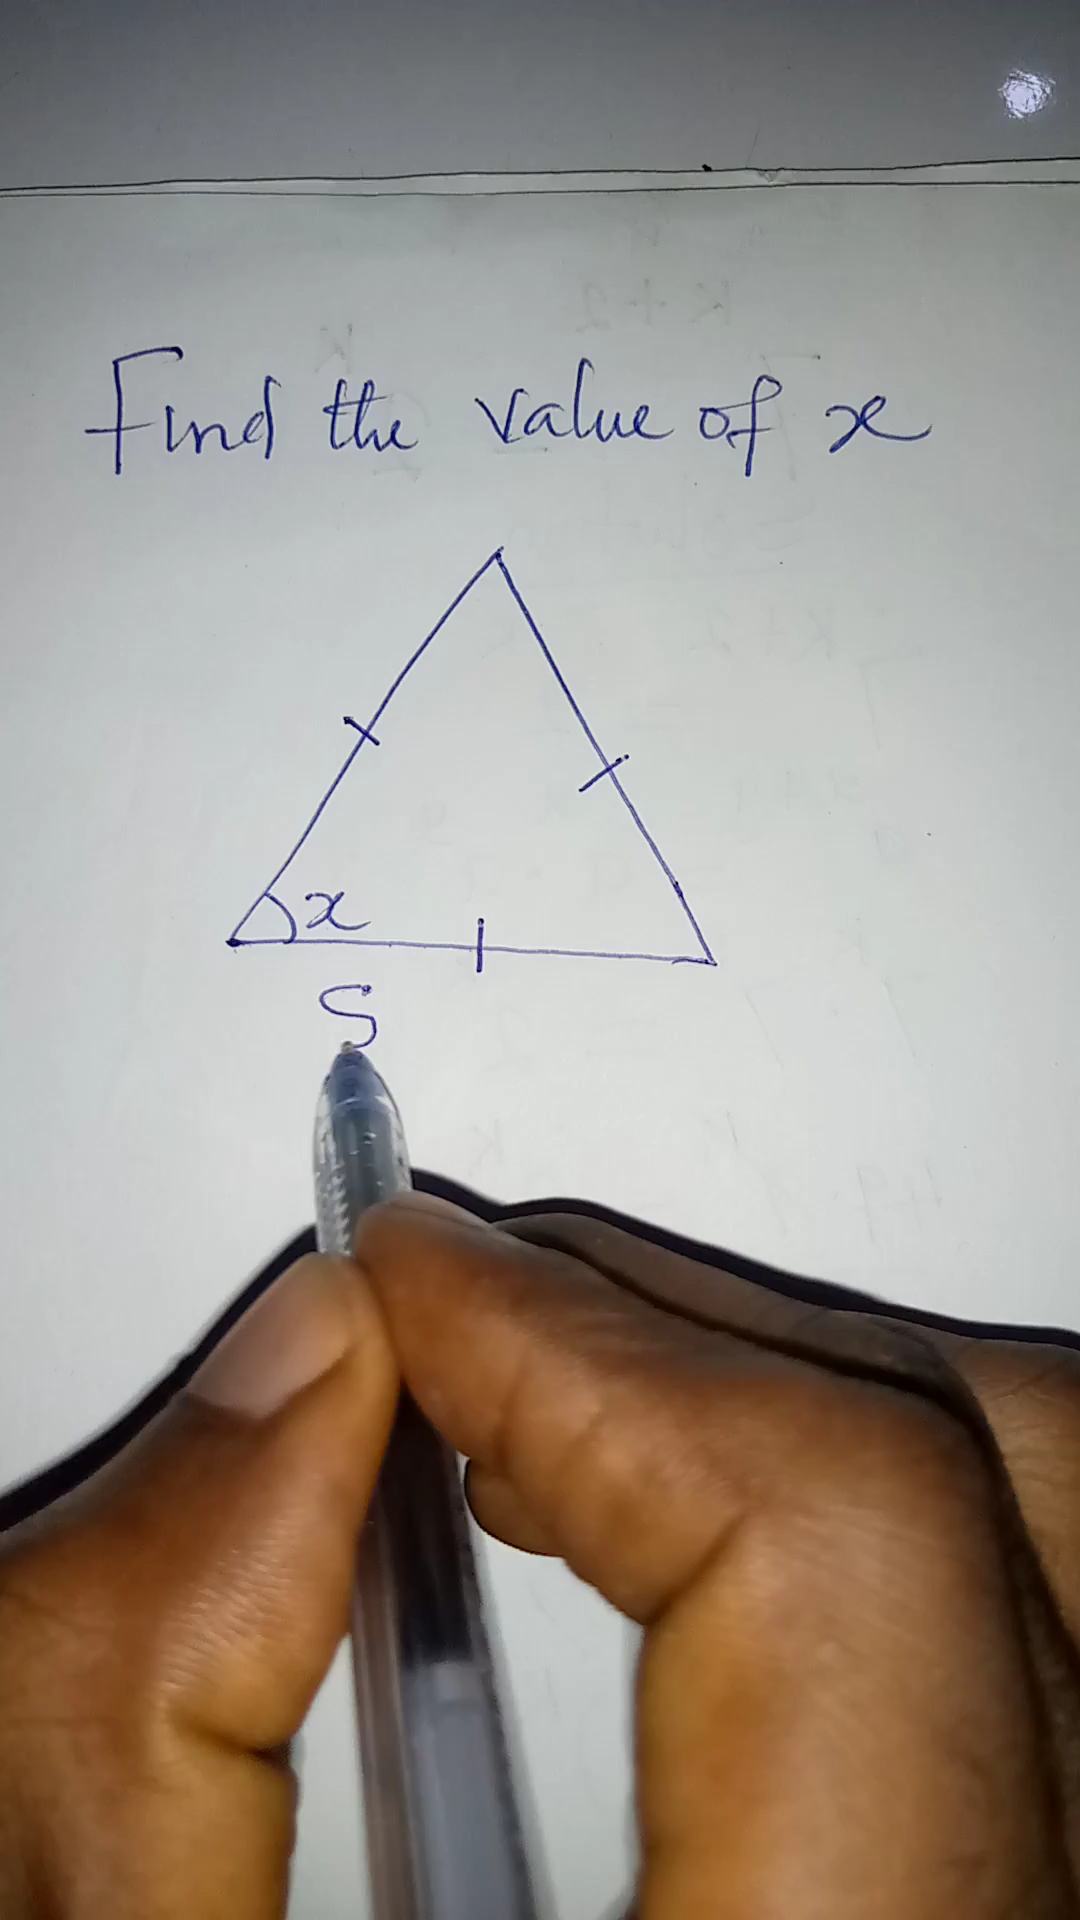 Find the value of x
x
S